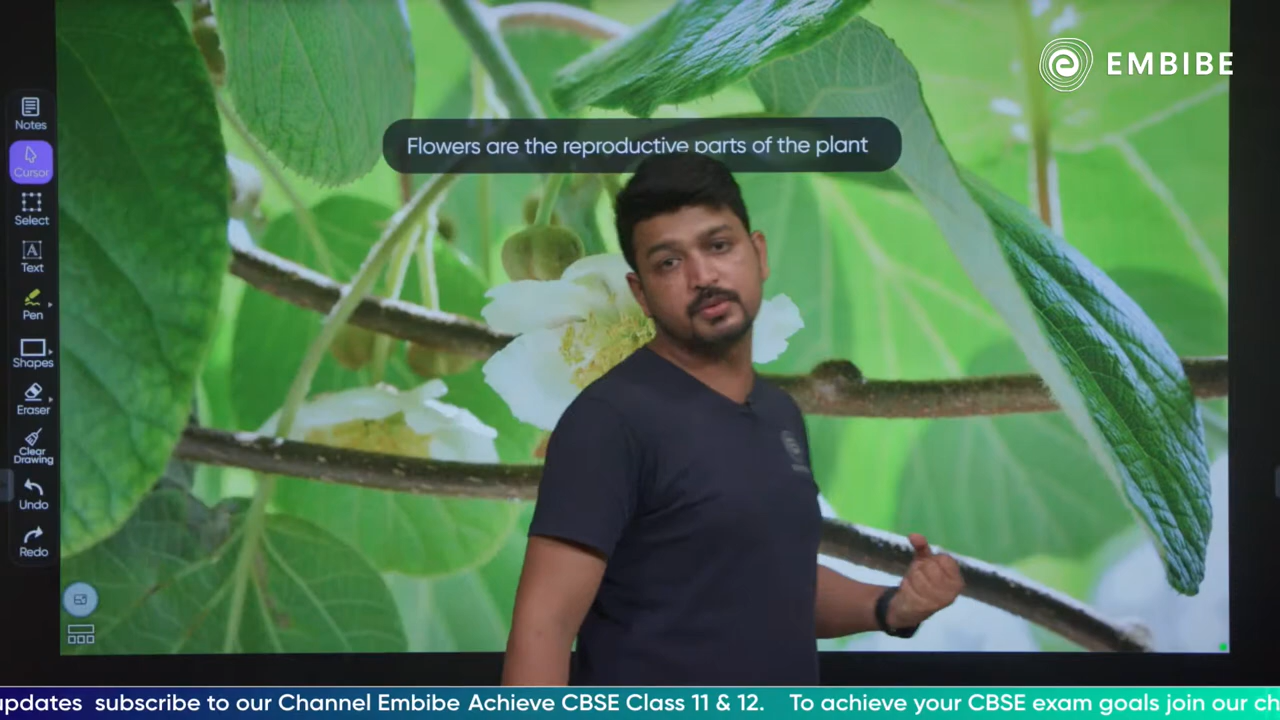 EMBIBE
Flowers are the reproductive parts of the plant
Notes
Cursor
Select
Text
Pen
Shapes
Eraser
Clear
Drawing
Undo
Redo
updates subscribe to our Channel Embibe Achieve CBSE Class 11 & 12. To achieve your CBSE exam goals join our ch